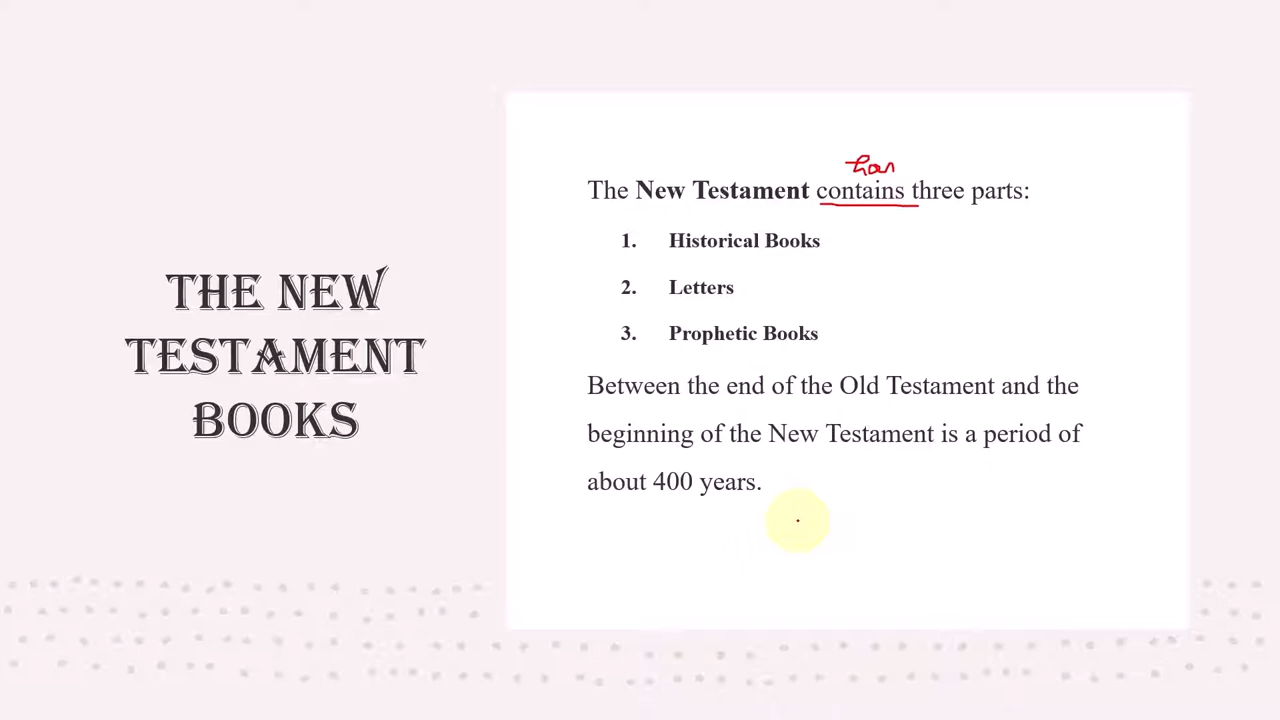 THE NEW
TESTAMENT
BOOKS
has
The New Testament contains three parts:
1. Historical Books
2. Letters
3. Prophetic Books
Between the end of the Old Testament and the
beginning of the New Testament is a period of
about 400 years.